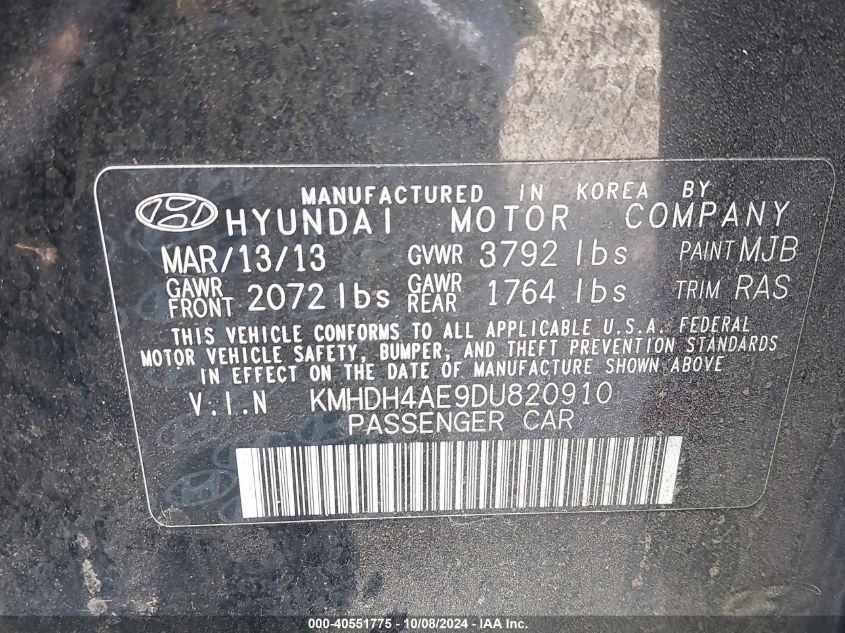 MANUFACTURED IN KOREA BY
HYUNDAI MOTOR COMPANY
MAR/13/13 GVWR 3792 lbs PAINT MJB
GAWR FRONT 2072 lbs GAWR REAR 1764 lbs TRIM RAS
THIS VEHICLE CONFORMS TO ALL APPLICABLE U.S.A. FEDERAL
MOTOR VEHICLE SAFETY, BUMPER, AND THEFT PREVENTION STANDARDS
IN EFFECT ON THE DATE OF MANUFACTURE SHOWN ABOVE
V.I.N KMHDH4AE9DU820910
PASSENGER CAR
000-40551775 - 10/08/2024 - IAA Inc.